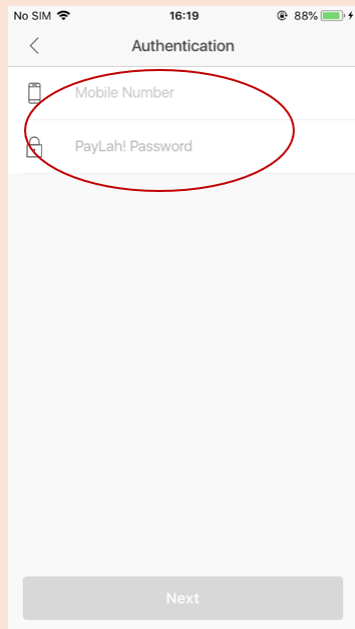 No SIM 16:19 88%
Authentication
Mobile Number
PayLah! Password
Next